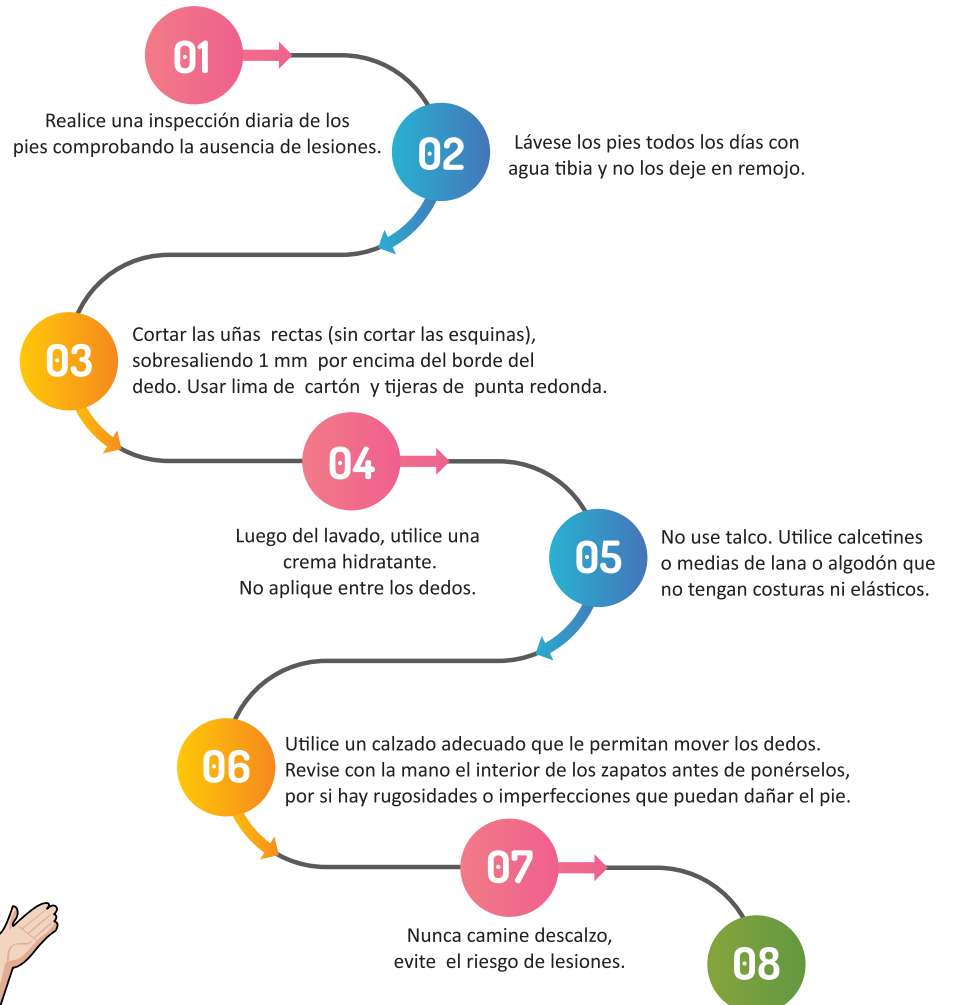 01
Realice una inspección diaria de los
pies comprobando la ausencia de lesiones.
02
Lávese los pies todos los días con
agua tibia y no los deje en remojo.
03
Cortar las uñas rectas (sin cortar las esquinas),
sobresaliendo 1 mm por encima del borde del
dedo. Usar lima de cartón y tijeras de punta redonda.
04
Luego del lavado, utilice una
crema hidratante.
No aplique entre los dedos.
05
No use talco. Utilice calcetines
o medias de lana o algodón que
no tengan costuras ni elásticos.
06
Utilice un calzado adecuado que le permitan mover los dedos.
Revise con la mano el interior de los zapatos antes de ponérselos,
por si hay rugosidades o imperfecciones que puedan dañar el pie.
07
Nunca camine descalzo,
evite el riesgo de lesiones.
08